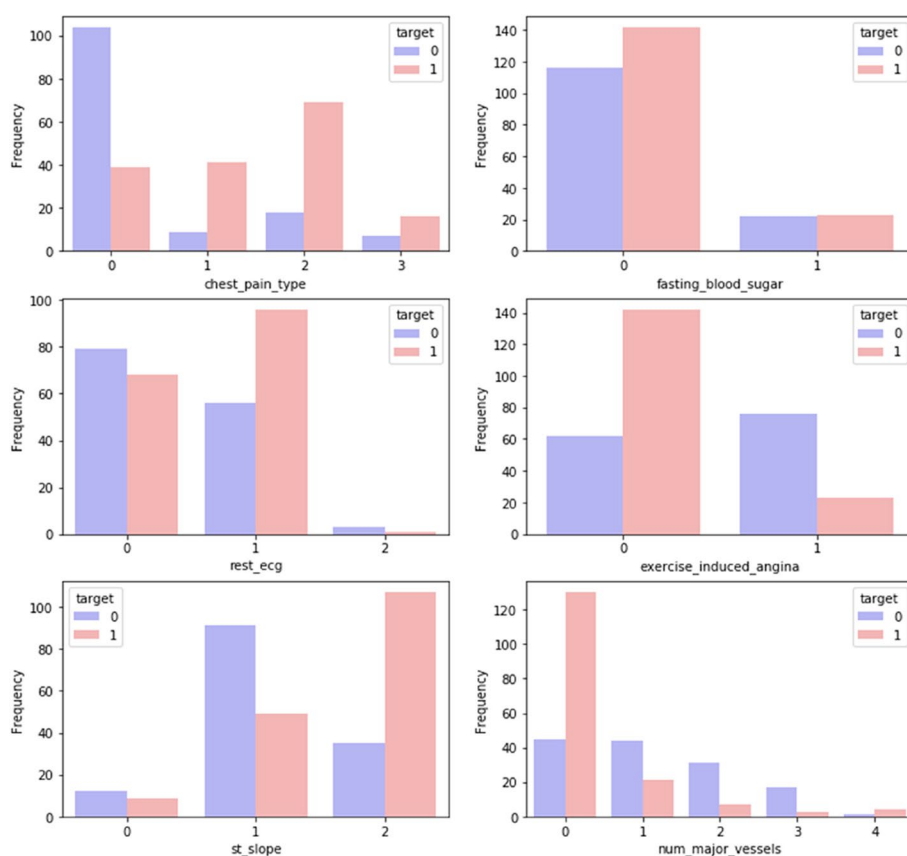 target
0
1
100
80
60
40
20
0
Frequency
0 1 2 3
chest_pain_type
target
0
1
140
120
100
80
60
40
20
0
Frequency
0 1
fasting_blood_sugar
target
0
1
100
80
60
40
20
0
Frequency
0 1 2
rest_ecg
target
0
1
140
120
100
80
60
40
20
0
Frequency
0 1
exercise_induced_angina
target
0
1
100
80
60
40
20
0
Frequency
0 1 2
st_slope
target
0
1
120
100
80
60
40
20
0
Frequency
0 1 2 3 4
num_major_vessels